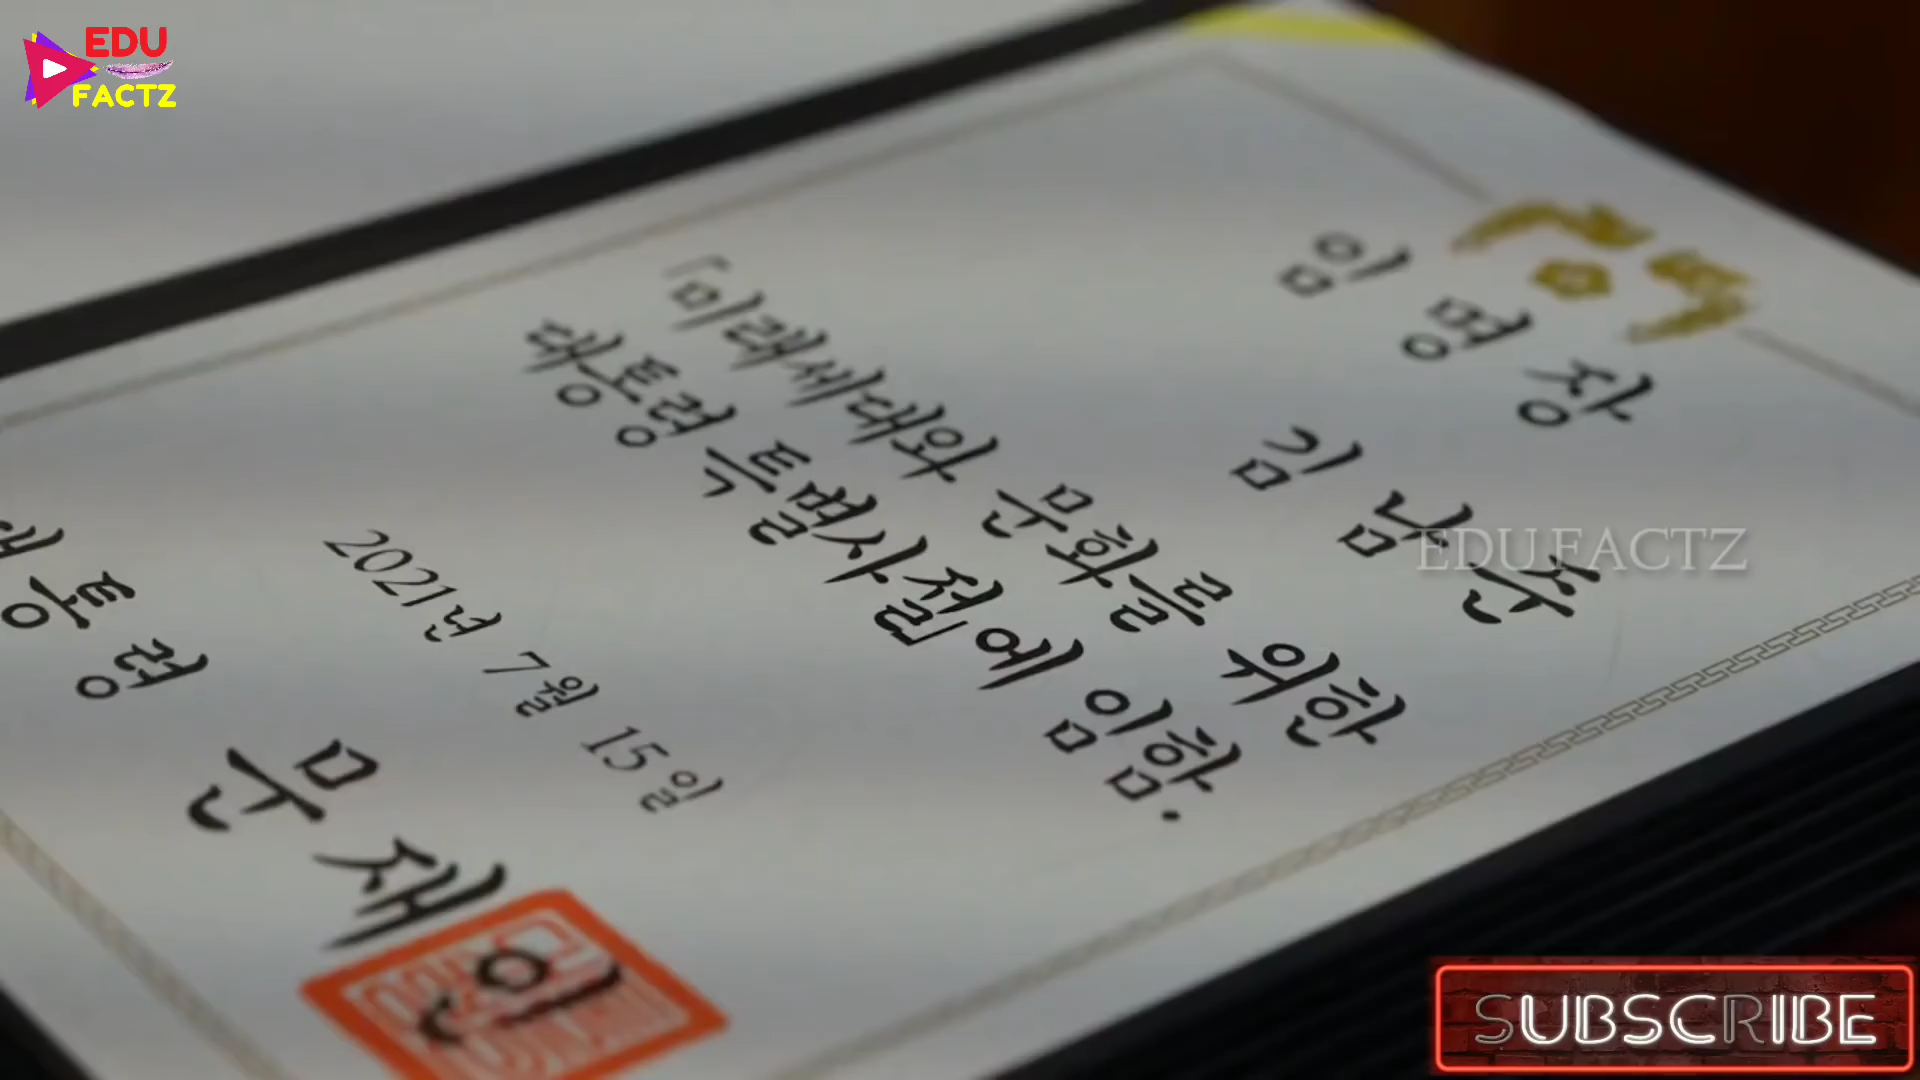 EDU
FACTZ
임 명 장
김 남 준
「미래세대와 문화를 위한
대통령 특별사절에 임함.
2021년 7월 15일
대통령 문재인
EDU FACTZ
SUBSCRIBE